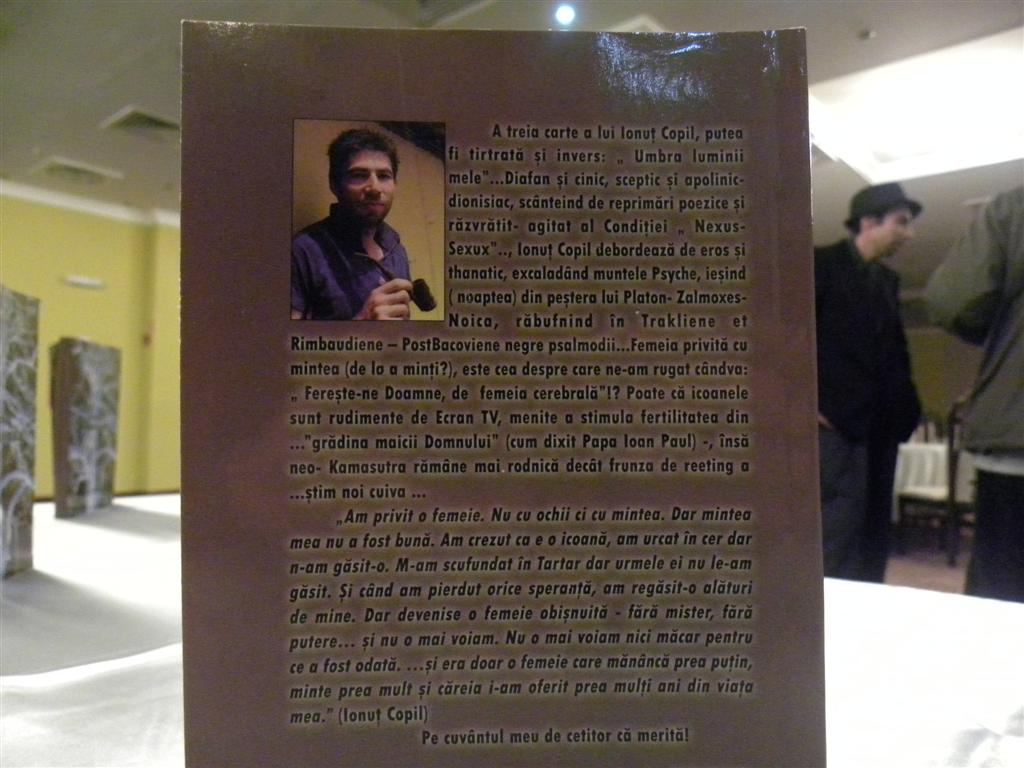 A treia carte a lui Ionuț Copil, putea
fi tirtrată și invers: „ Umbra luminii
mele"...Diafan și cinic, sceptic și apolinic-
dionisiac, scânteind de reprimări poezice și
răzvrătit- agitat al Condiției „ Nexus-
Sexux".., Ionuț Copil debordează de eros și
thanatic, excaladând muntele Psyche, ieșind
( noaptea) din peștera lui Platon- Zalmoxes-
Noica, răbufnind în Trakliene et
Rimbaudiene – PostBacoviene negre psalmodii...Femeia privită cu
mintea (de la a minți?), este cea despre care ne-am rugat cândva:
„ Ferește-ne Doamne, de femeia cerebrală"!? Poate că icoanele
sunt rudimente de Ecran TV, menite a stimula fertilitatea din
..."grădina maicii Domnului" (cum dixit Papa Ioan Paul) -, însă
neo- Kamasutra rămâne mai rodnică decât frunza de reeting a
...știm noi cuiva ...
„Am privit o femeie. Nu cu ochii ci cu mintea. Dar mintea
mea nu a fost bună. Am crezut ca e o icoană, am urcat în cer dar
n-am găsit-o. M-am scufundat în Tartar dar urmele ei nu le-am
găsit. Și când am pierdut orice speranță, am regăsit-o alături
de mine. Dar devenise o femeie obișnuită - fără mister, fără
putere... și nu o mai voiam. Nu o mai voiam nici măcar pentru
ce a fost odată. ...și era doar o femeie care mănâncă prea puțin,
minte prea mult și căreia i-am oferit prea mulți ani din viața
mea." (Ionuț Copil)
Pe cuvântul meu de cetitor că merită!